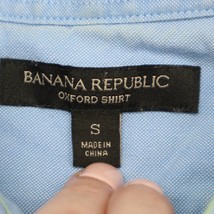 BANANA REPUBLIC
OXFORD SHIRT
S
MADE IN
CHINA